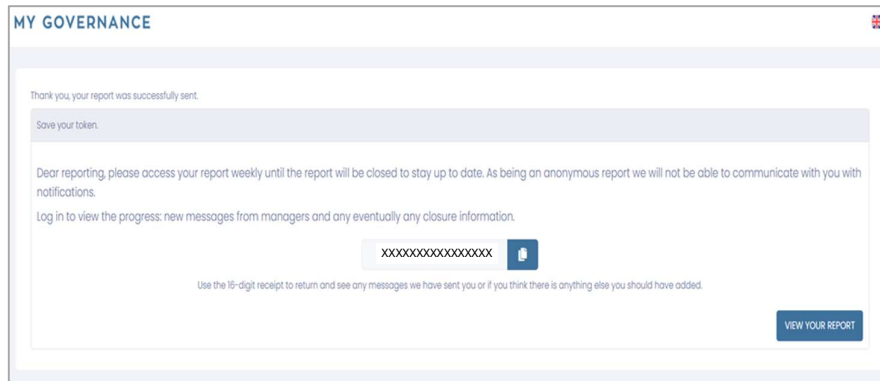 MY GOVERNANCE
Thank you, your report was successfully sent.
Save your token.
Dear reporting, please access your report weekly until the report will be closed to stay up to date. As being an anonymous report we will not be able to communicate with you with
notifications.
Log in to view the progress: new messages from managers and any eventually any closure information.
XXXXXXXXXXXXXXXX
Use the 16-digit receipt to return and see any messages we have sent you or if you think there is anything else you should have added.
VIEW YOUR REPORT